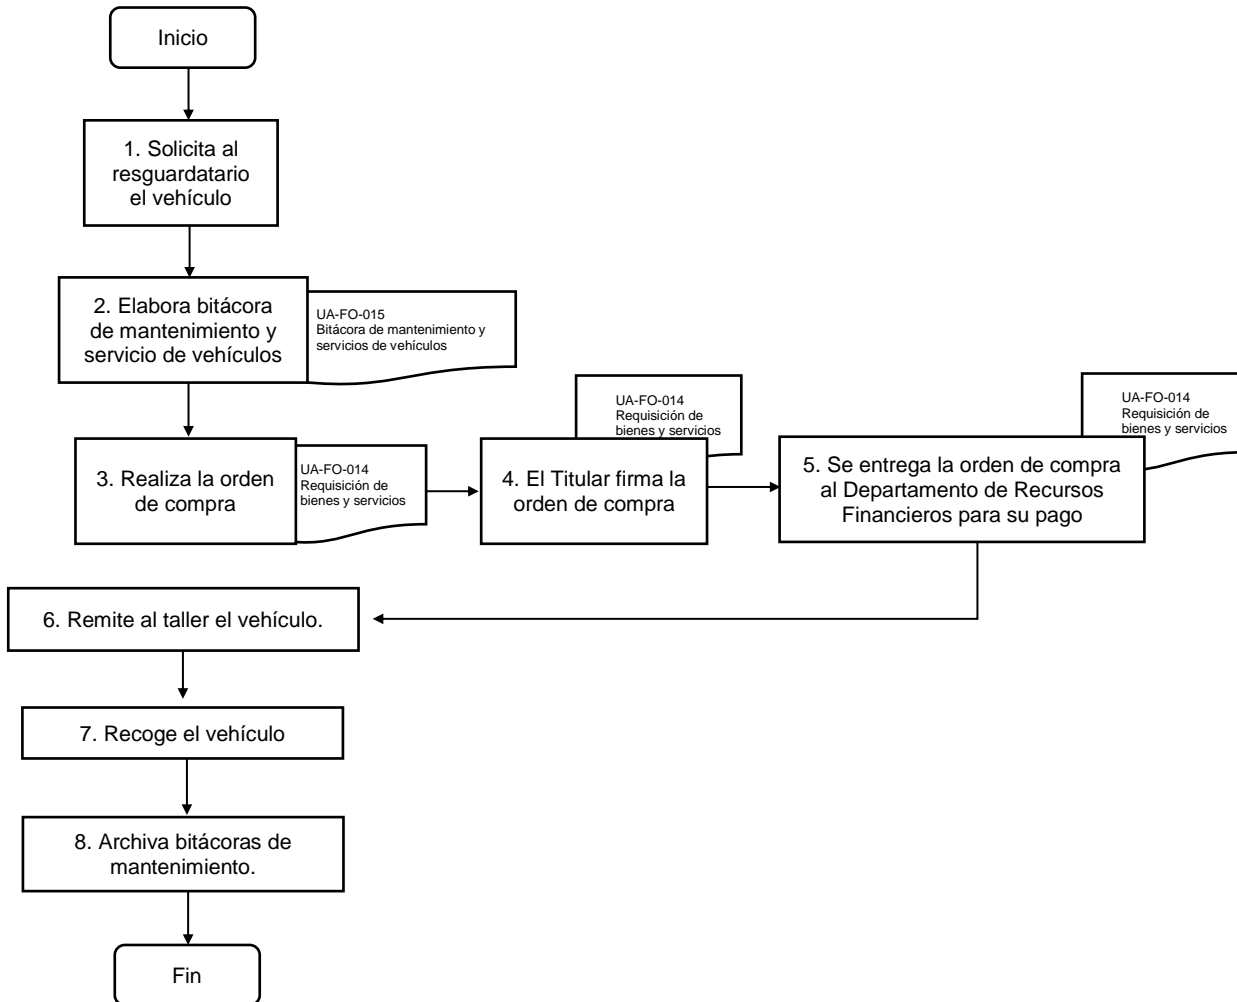 Inicio
1. Solicita al
resguardatario
el vehículo
2. Elabora bitácora
de mantenimiento y
servicio de vehículos
UA-FO-015
Bitácora de mantenimiento y
servicios de vehículos
3. Realiza la orden
de compra
UA-FO-014
Requisición de
bienes y servicios
UA-FO-014
Requisición de
bienes y servicios
4. El Titular firma la
orden de compra
UA-FO-014
Requisición de
bienes y servicios
5. Se entrega la orden de compra
al Departamento de Recursos
Financieros para su pago
6. Remite al taller el vehículo.
7. Recoge el vehículo
8. Archiva bitácoras de
mantenimiento.
Fin